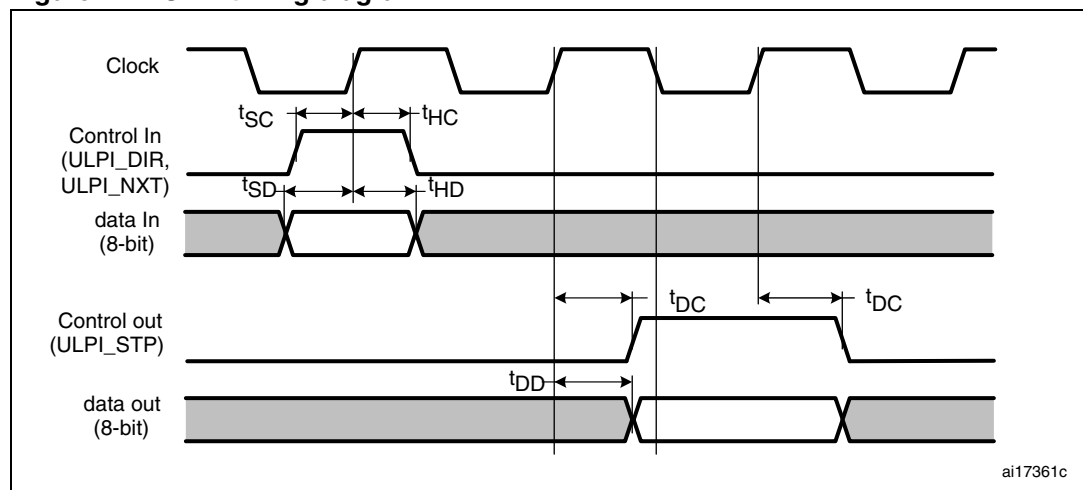 Clock
tSC
tHC
Control In
(ULPI_DIR,
ULPI_NXT)
tSD
tHD
data In
(8-bit)
tDC
tDC
Control out
(ULPI_STP)
tDD
data out
(8-bit)
ai17361c